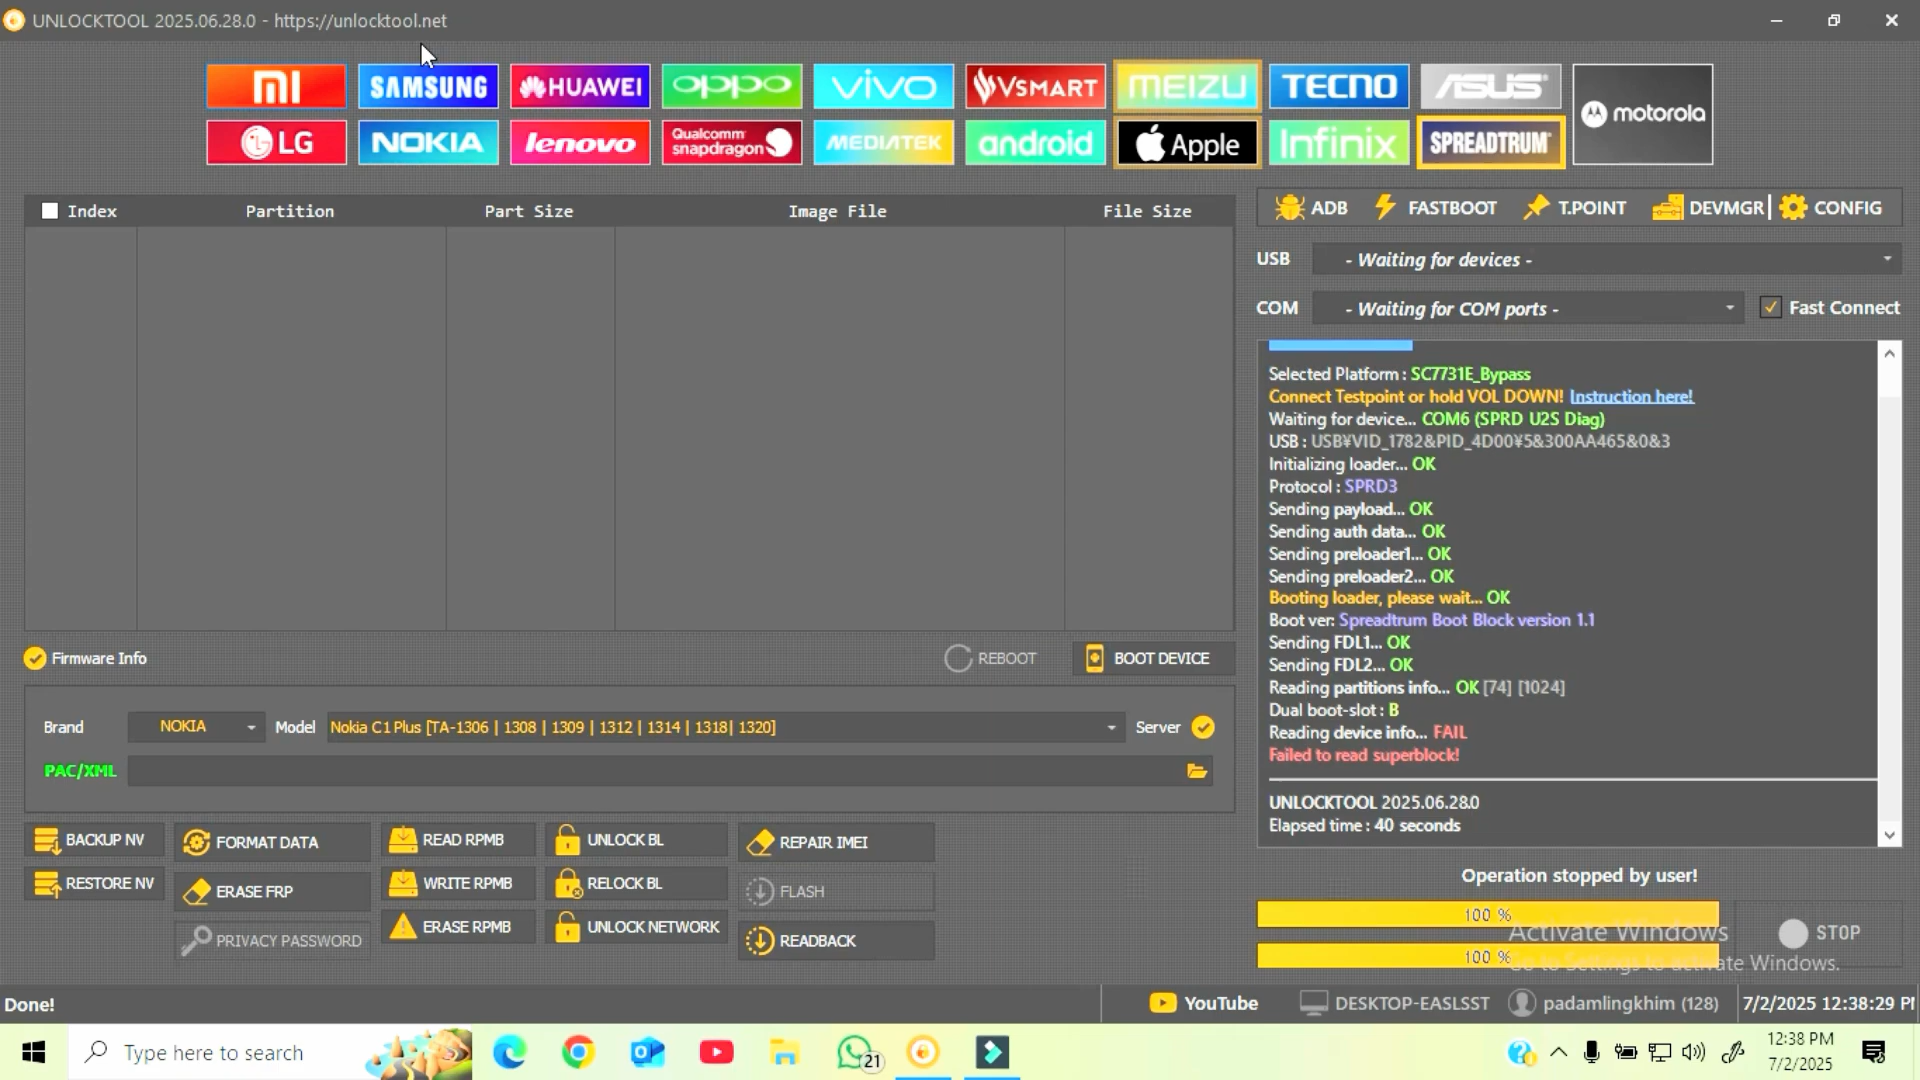 UNLOCKTOOL 2025.06.28.0 - https://unlocktool.net
MI SAMSUNG HUAWEI oppo vivo VSMART MEIZU TECNO ASUS motorola
LG NOKIA lenovo Qualcomm snapdragon MEDIATEK android Apple Infinix SPREADTRUM
Index Partition Part Size Image File File Size
ADB FASTBOOT T.POINT DEVMGR CONFIG
USB - Waiting for devices -
COM - Waiting for COM ports - Fast Connect
Selected Platform : SC7731E_Bypass
Connect Testpoint or hold VOL DOWN! Instruction here!
Waiting for device... COM6 (SPRD U2S Diag)
USB : USB¥VID_1782&PID_4D00¥5&300AA465&0&3
Initializing loader... OK
Protocol : SPRD3
Sending payload... OK
Sending auth data... OK
Sending preloader1... OK
Sending preloader2... OK
Booting loader, please wait... OK
Boot ver: Spreadtrum Boot Block version 1.1
Sending FDL1... OK
Sending FDL2... OK
Reading partitions info... OK [74] [1024]
Dual boot-slot : B
Reading device info... FAIL
Failed to read superblock!
UNLOCKTOOL 2025.06.28.0
Elapsed time : 40 seconds
Firmware Info REBOOT BOOT DEVICE
Brand NOKIA Model Nokia C1 Plus [TA-1306 | 1308 | 1309 | 1312 | 1314 | 1318| 1320] Server
PAC/XML
BACKUP NV FORMAT DATA READ RPMB UNLOCK BL REPAIR IMEI
RESTORE NV ERASE FRP WRITE RPMB RELOCK BL FLASH
PRIVACY PASSWORD ERASE RPMB UNLOCK NETWORK READBACK
Operation stopped by user!
100 %
100 %
STOP
Activate Windows
Go to Settings to activate Windows.
Done! YouTube DESKTOP-EASLSST padamlingkhim (128) 7/2/2025 12:38:29 PM
Type here to search 21 12:38 PM
7/2/2025